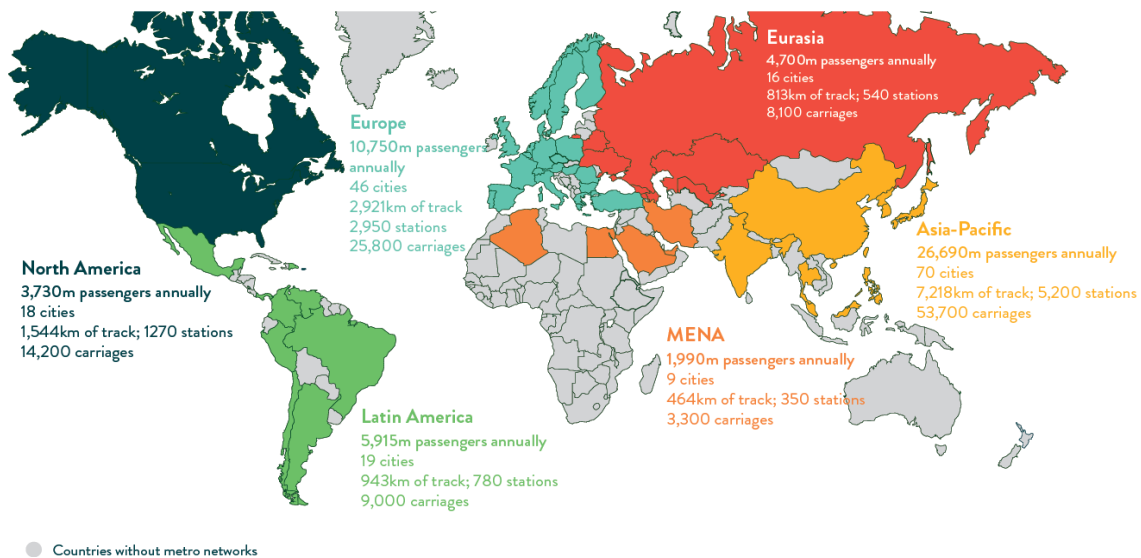 Eurasia
4,700m passengers annually
16 cities
813km of track; 540 stations
8,100 carriages
Europe
10,750m passengers
annually
46 cities
2,921km of track
2,950 stations
25,800 carriages
Asia-Pacific
26,690m passengers annually
70 cities
7,218km of track; 5,200 stations
53,700 carriages
North America
3,730m passengers annually
18 cities
1,544km of track; 1270 stations
14,200 carriages
MENA
1,990m passengers annually
9 cities
464km of track; 350 stations
3,300 carriages
Latin America
5,915m passengers annually
19 cities
943km of track; 780 stations
9,000 carriages
Countries without metro networks